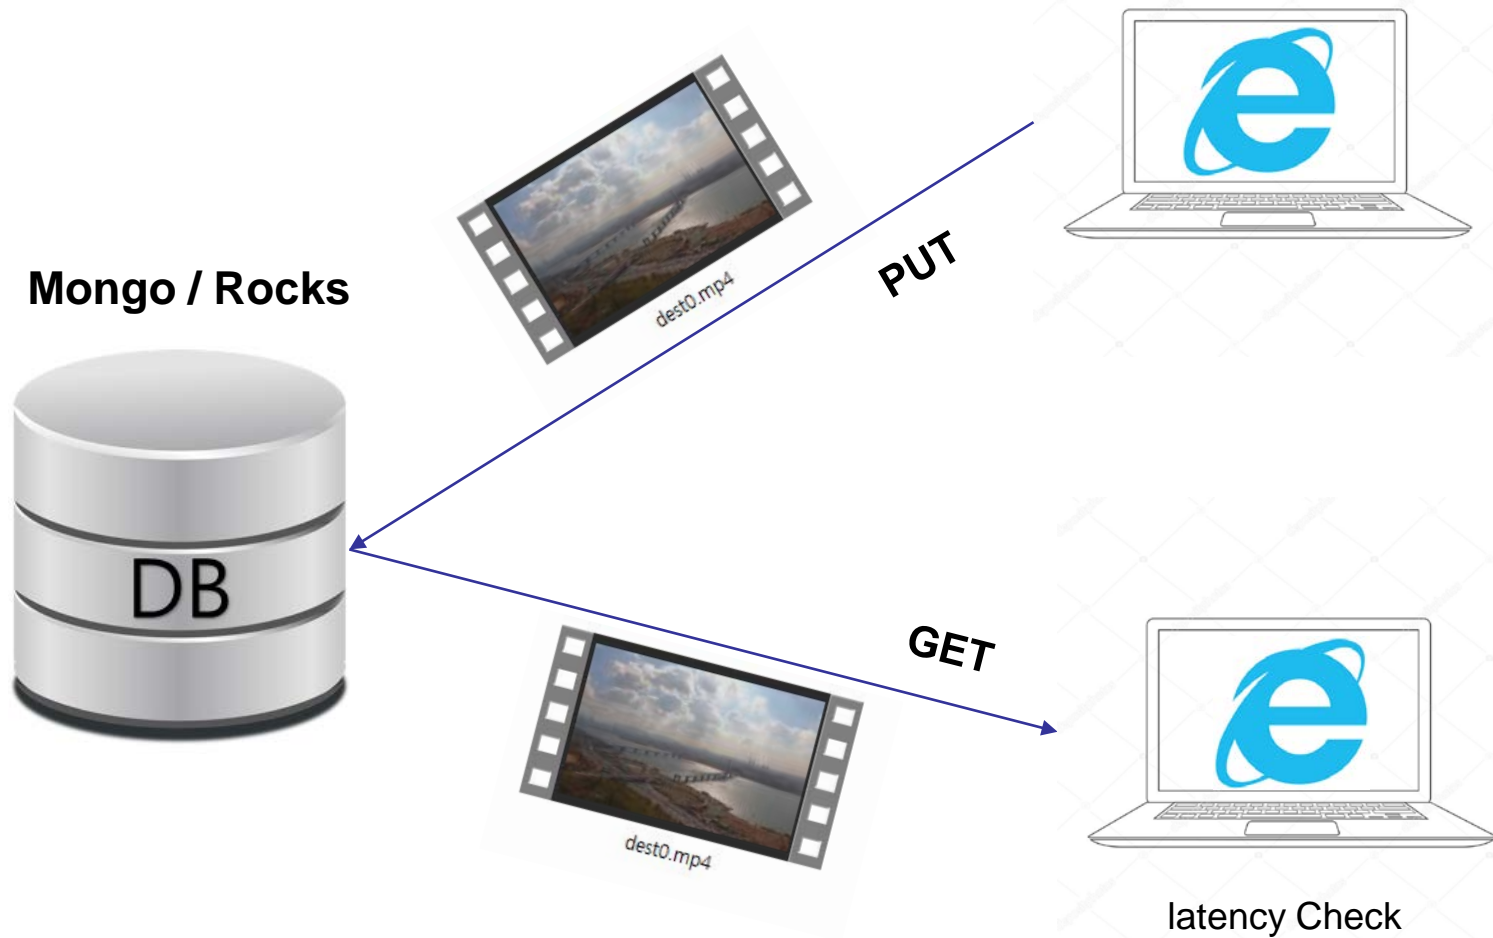 Mongo / Rocks
DB
dest0.mp4
PUT
GET
dest0.mp4
latency Check